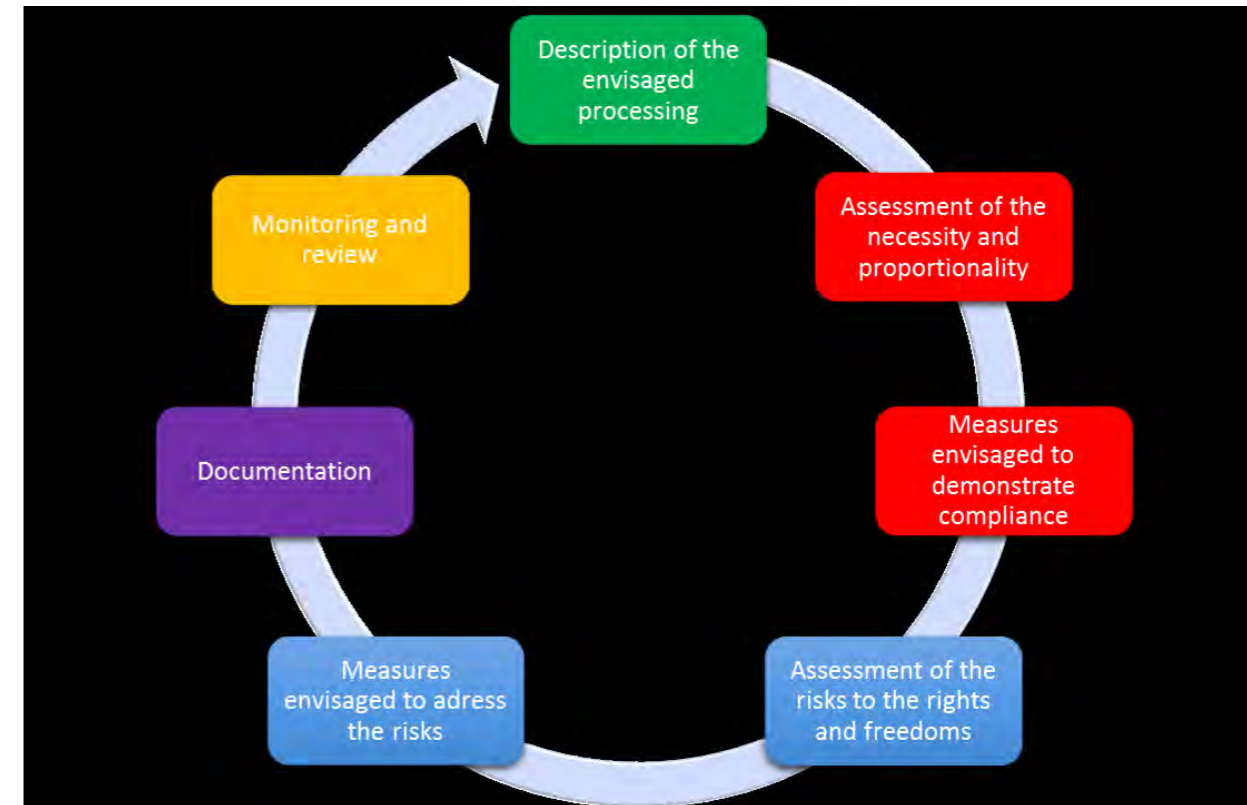 Description of the
envisaged
processing
Assessment of the
necessity and
proportionality
Measures
envisaged to
demonstrate
compliance
Assessment of the
risks to the rights
and freedoms
Measures
envisaged to adress
the risks
Documentation
Monitoring and
review